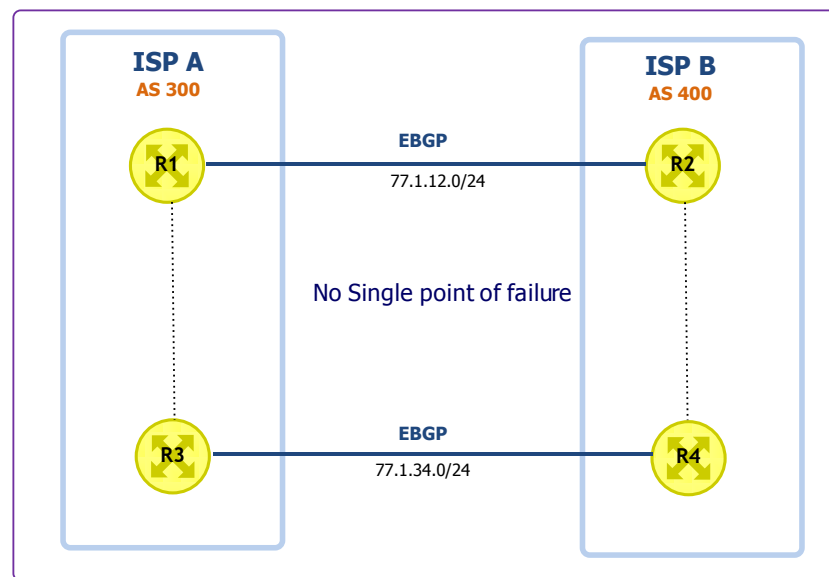 ISP A
AS 300
ISP B
AS 400
R1
EBGP
77.1.12.0/24
R2
No Single point of failure
R3
EBGP
77.1.34.0/24
R4